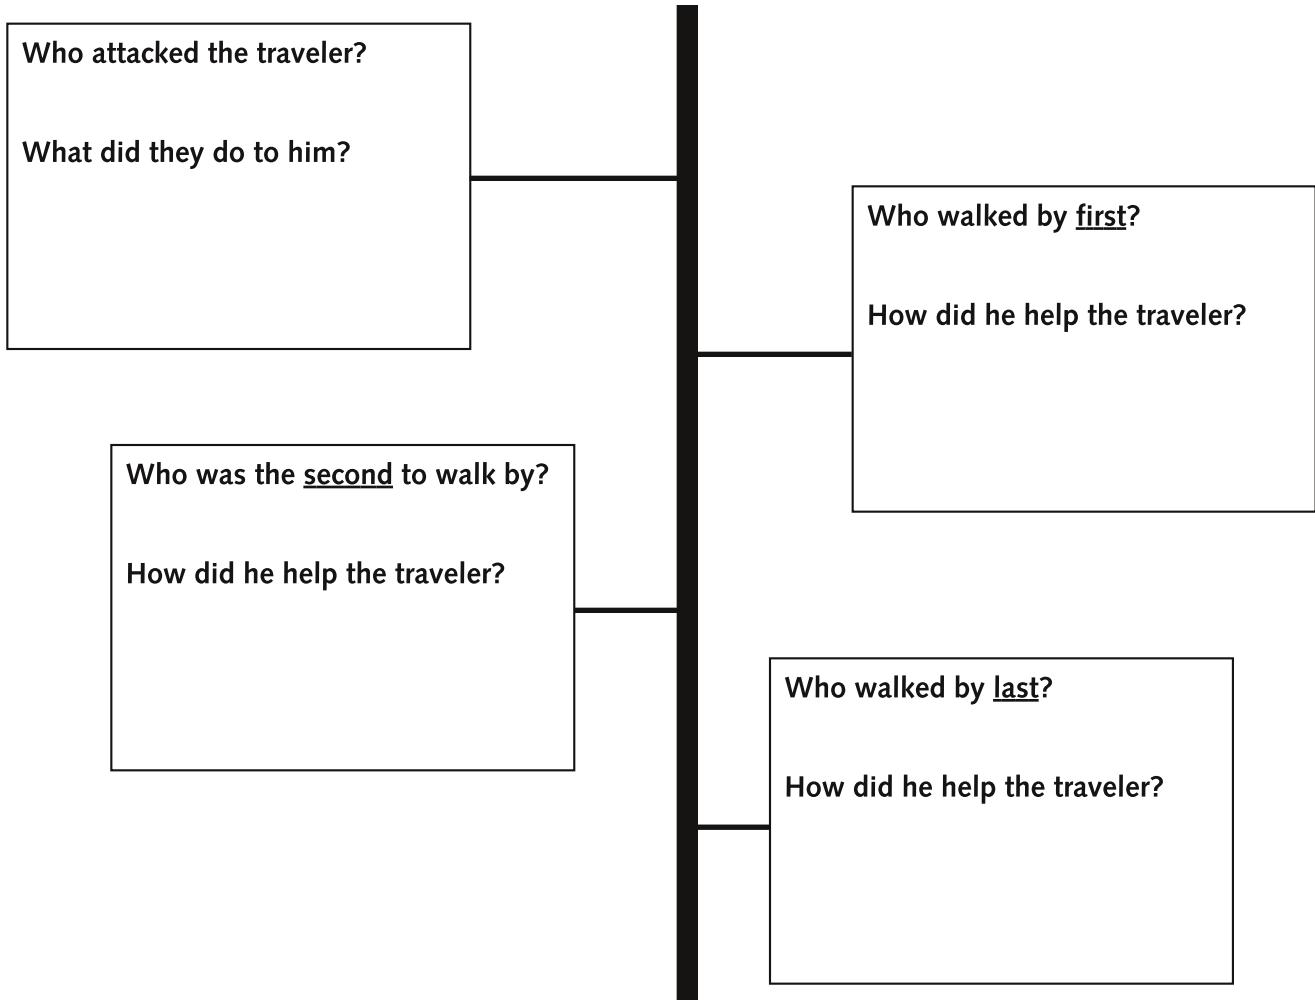 Who attacked the traveler?
What did they do to him?
Who walked by first?
How did he help the traveler?
Who was the second to walk by?
How did he help the traveler?
Who walked by last?
How did he help the traveler?